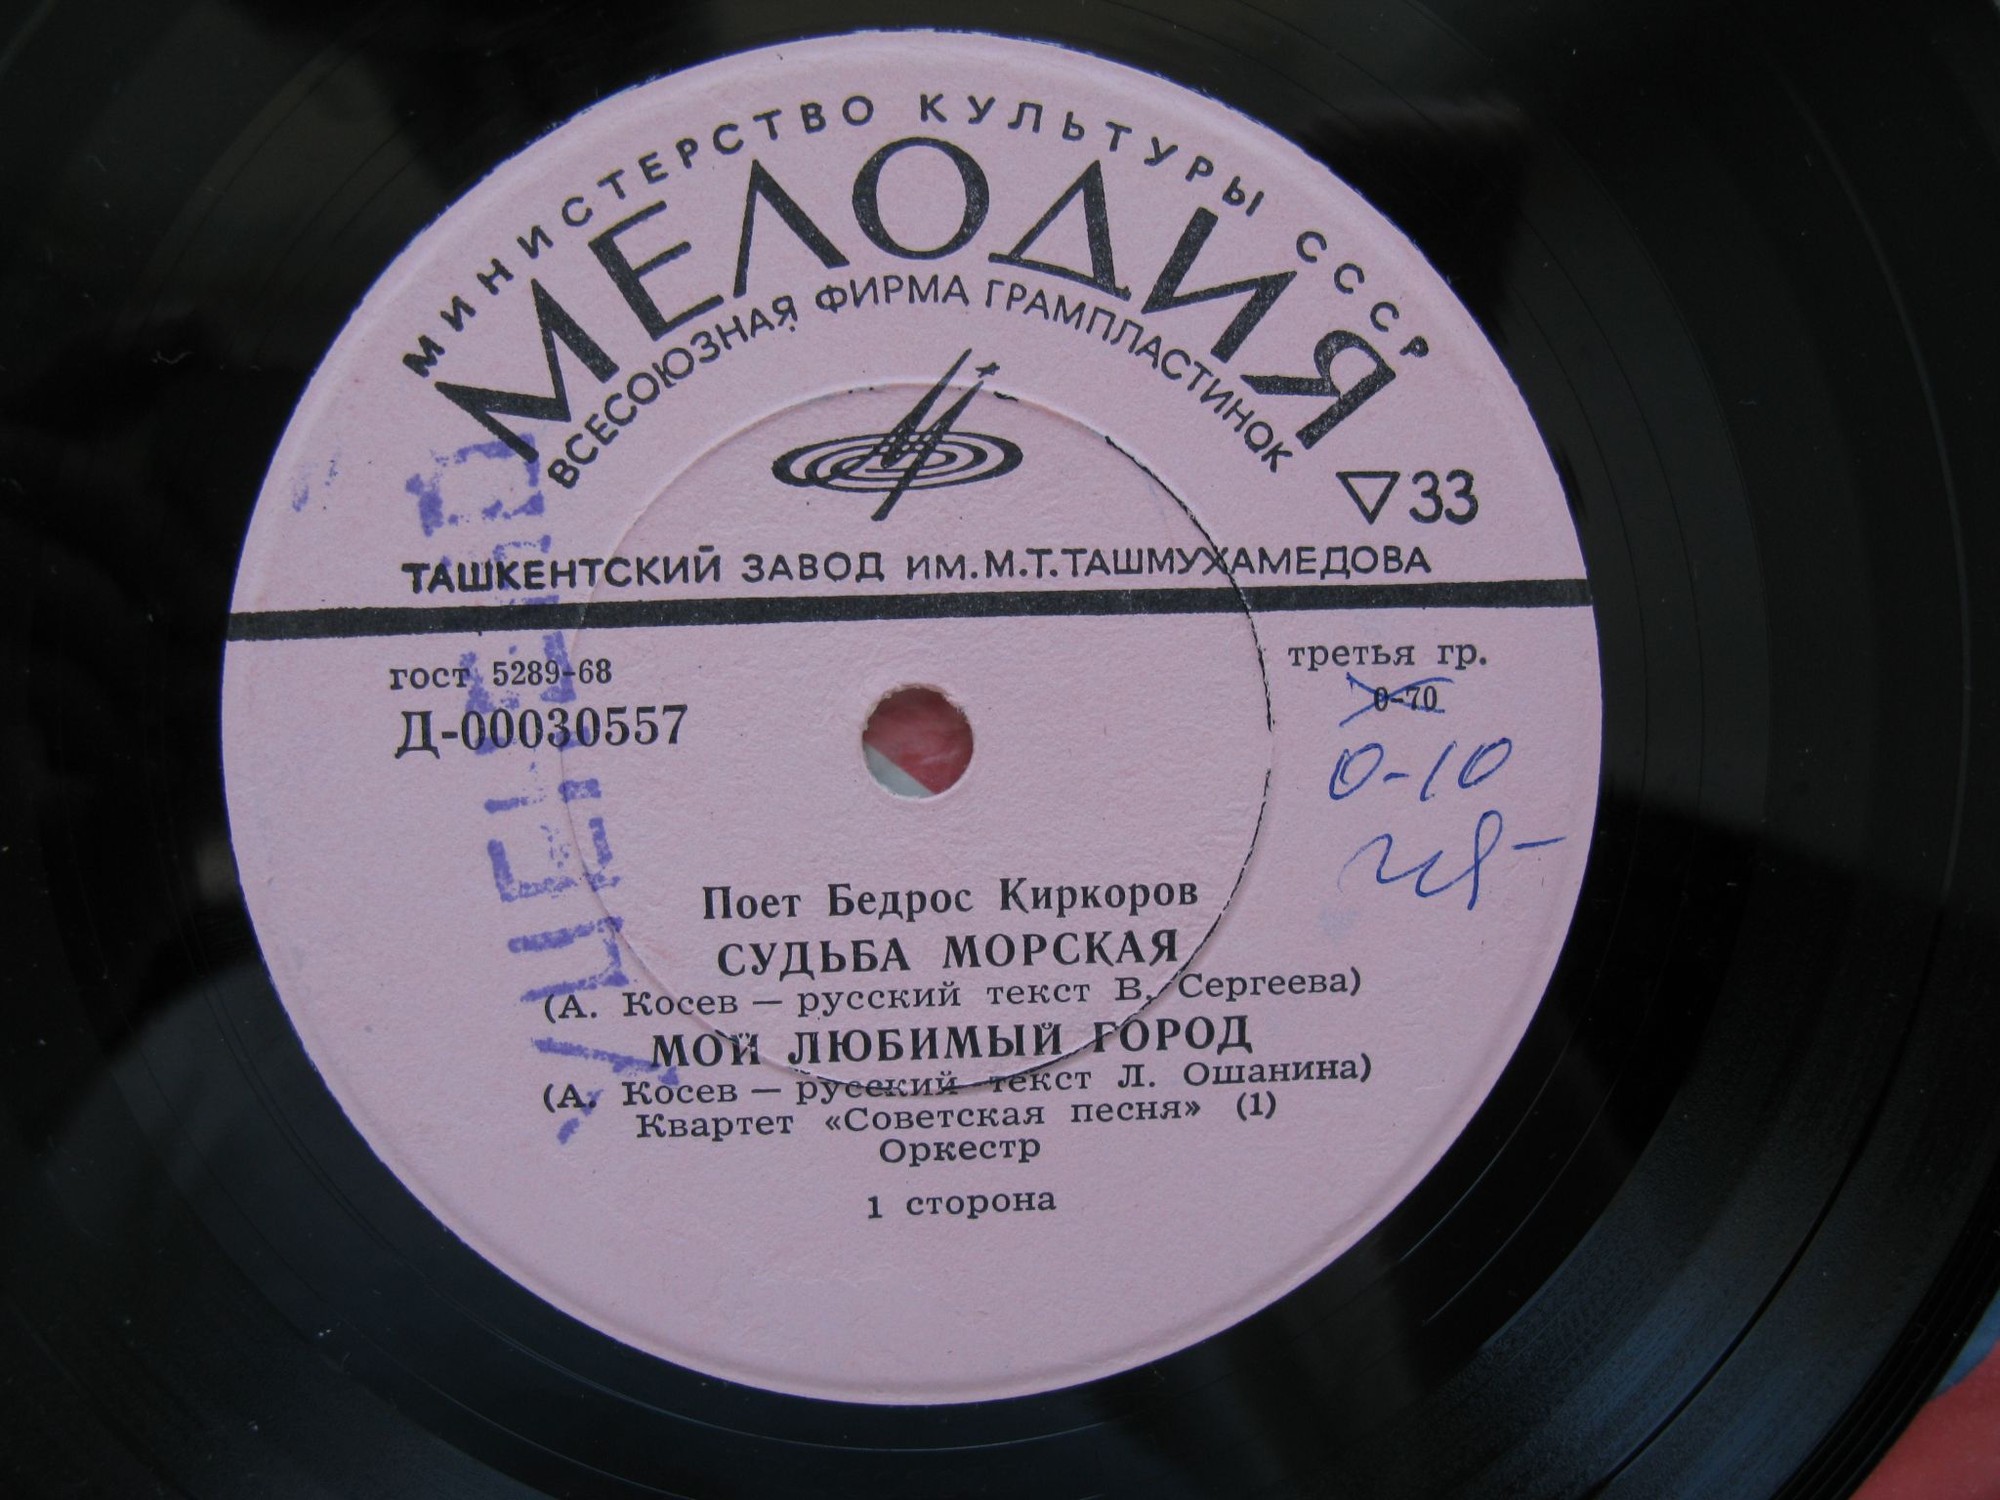 МИНИСТЕРСТВО КУЛЬТУРЫ СССР
МЕЛОДИЯ
ВСЕСОЮЗНАЯ ФИРМА ГРАМПЛАСТИНОК
33
ТАШКЕНТСКИЙ ЗАВОД ИМ. М.Т. ТАШМУХАМЕДОВА
гост 5289-68
Д-00030557
третья гр.
0-70
0-10
Поет Бедрос Киркоров
СУДЬБА МОРСКАЯ
(А. Косев — русский текст В. Сергеева)
МОЙ ЛЮБИМЫЙ ГОРОД
(А. Косев — русский текст Л. Ошанина)
Квартет «Советская песня» (1)
Оркестр
1 сторона